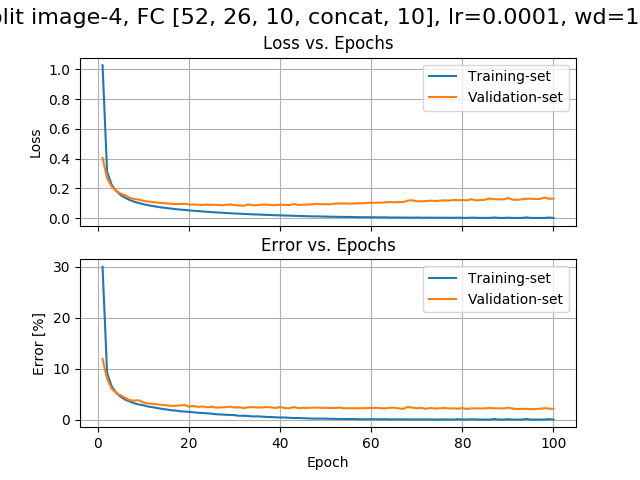 lit image-4, FC [52, 26, 10, concat, 10], lr=0.0001, wd=1
Loss vs. Epochs
1.0
0.8
0.6
0.4
0.2
0.0
Loss
Training-set
Validation-set
Error vs. Epochs
30
20
10
0
Error [%]
Training-set
Validation-set
0 20 40 60 80 100
Epoch